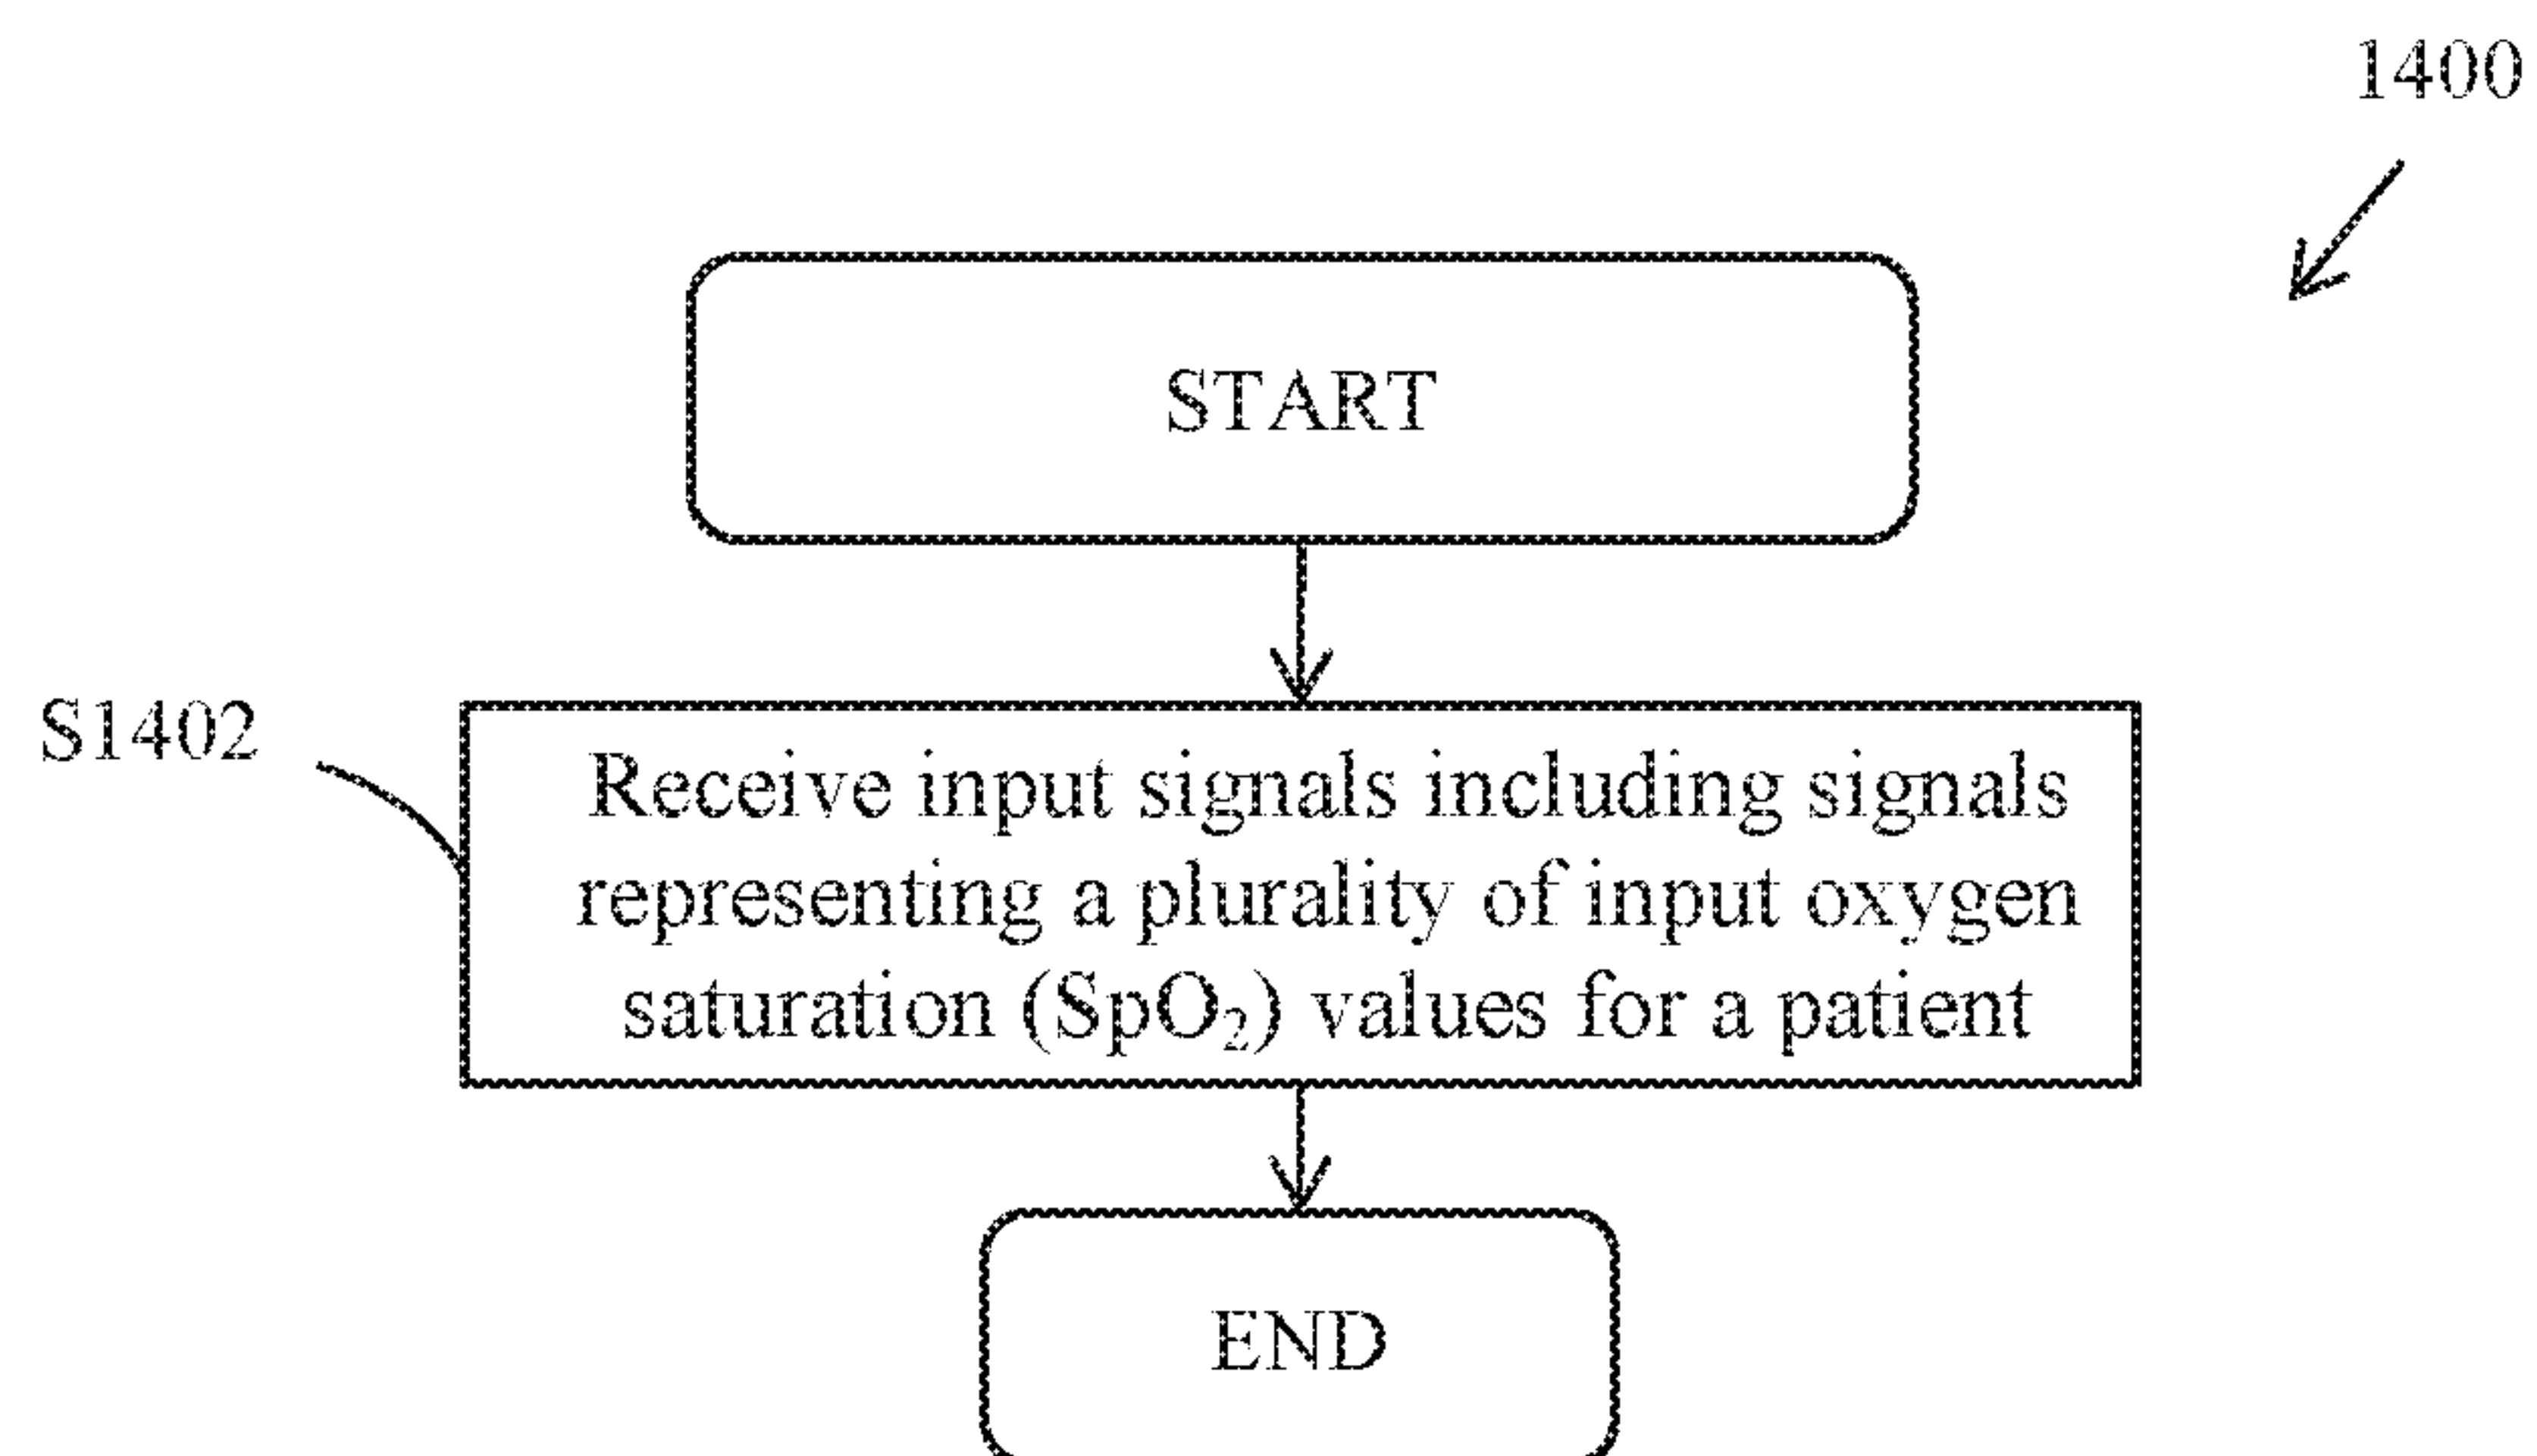 1400
START
S1402
Receive input signals including signals
representing a plurality of input oxygen
saturation (SpO₂) values for a patient
END